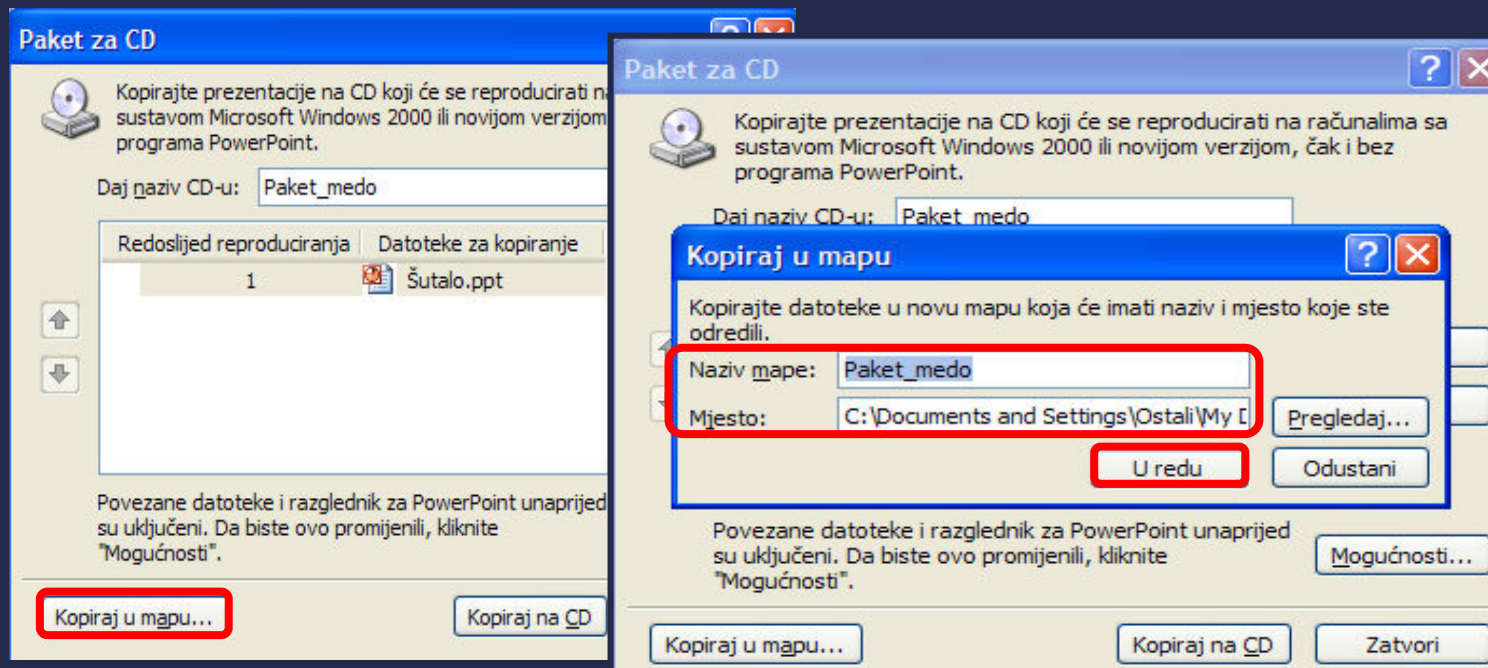 Paket za CD
Kopirajte prezentacije na CD koji će se reproducirati
sustavom Microsoft Windows 2000 ili novijom verzijom
programa PowerPoint.
Daj naziv CD-u: Paket_medo
Redoslijed reproduciranja Datoteke za kopiranje
1 Šutalo.ppt
Povezane datoteke i razglednik za PowerPoint unaprijed
su uključeni. Da biste ovo promijenili, kliknite
"Mogućnosti".
Kopiraj u mapu... Kopiraj na CD
Paket za CD
Kopirajte prezentacije na CD koji će se reproducirati na računalima sa
sustavom Microsoft Windows 2000 ili novijom verzijom, čak i bez
programa PowerPoint.
Daj naziv CD-u: Paket_medo
Kopiraj u mapu
Kopirajte datoteke u novu mapu koja će imati naziv i mjesto koje ste
odredili.
Naziv mape: Paket_medo
Mjesto: C:\Documents and Settings\Ostali\My Pregledaj...
U redu Odustani
Povezane datoteke i razglednik za PowerPoint unaprijed
su uključeni. Da biste ovo promijenili, kliknite
"Mogućnosti".
Mogućnosti...
Kopiraj u mapu... Kopiraj na CD Zatvori